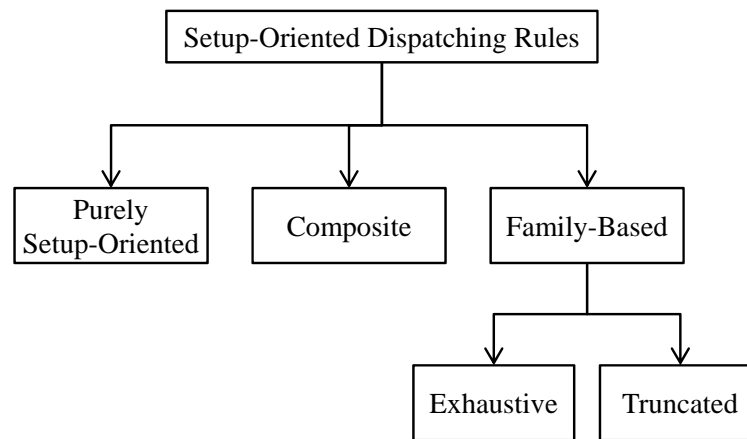 Setup-Oriented Dispatching Rules
Purely
Setup-Oriented
Composite
Family-Based
Exhaustive
Truncated